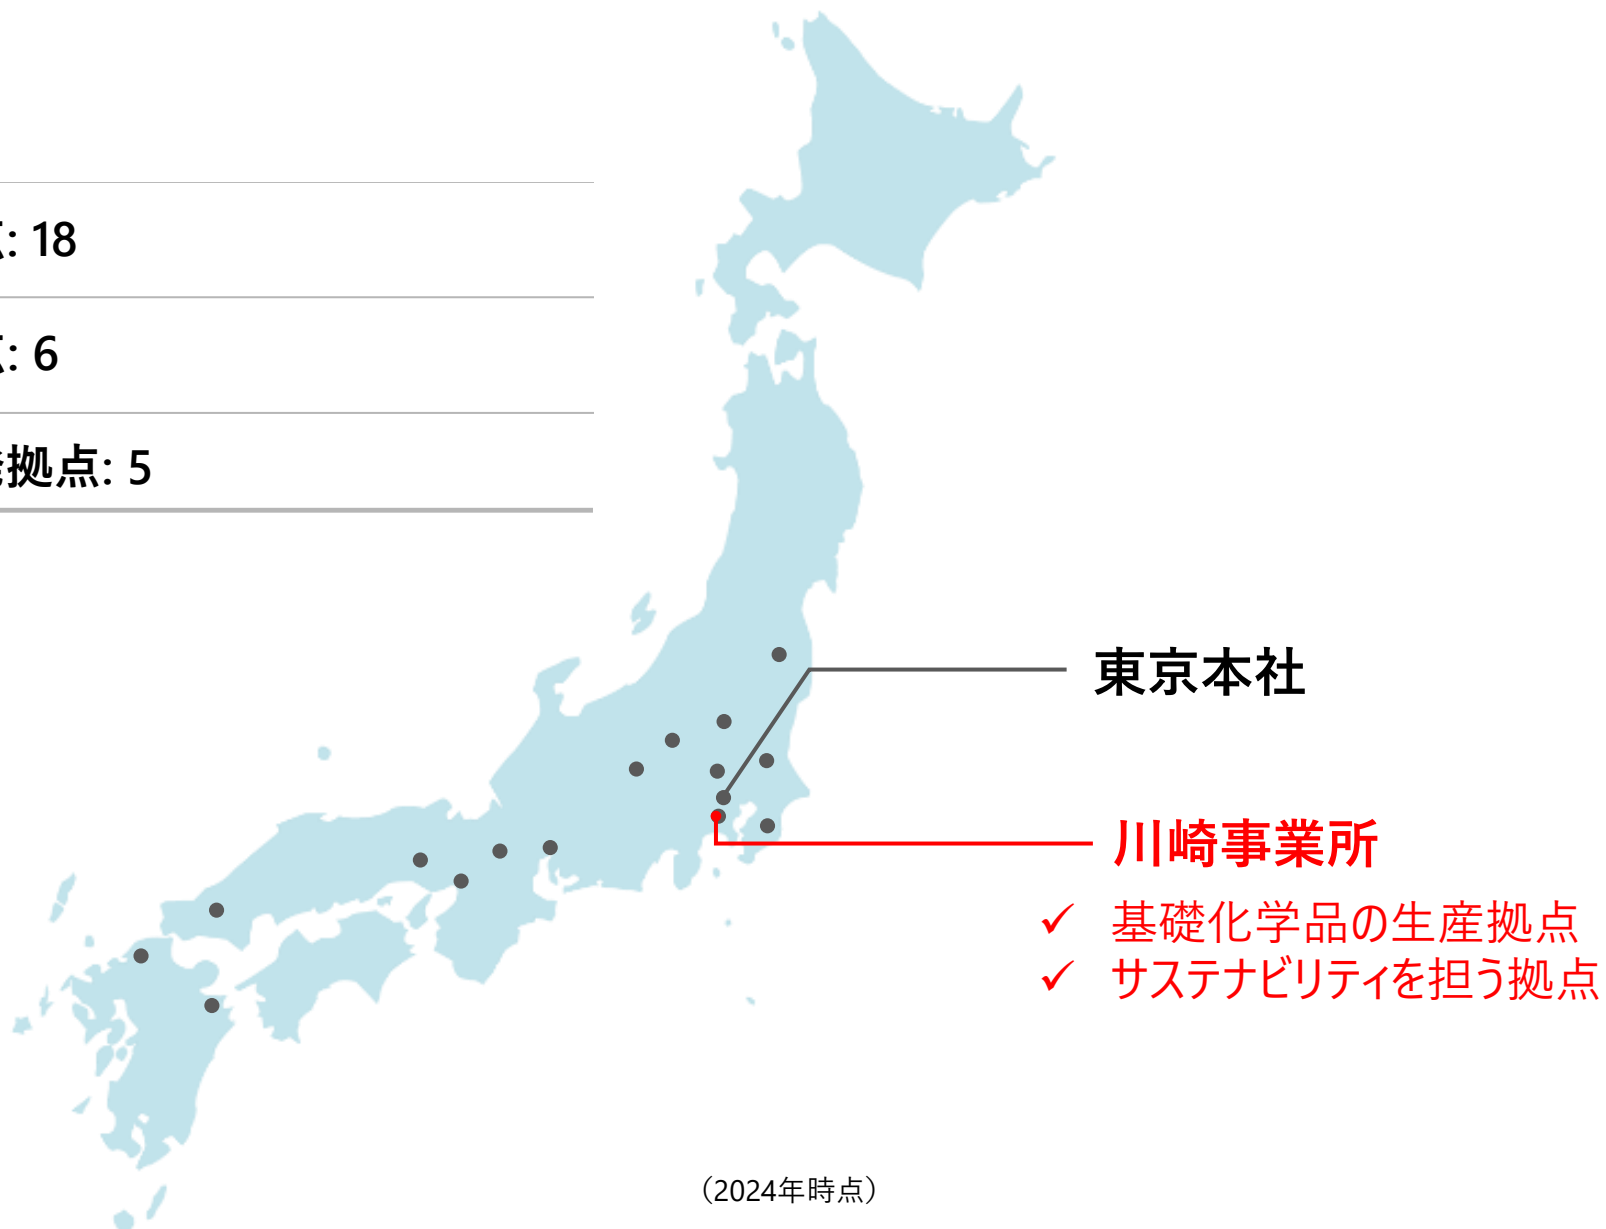 : 18
: 6
拠点: 5
東京本社
川崎事業所
✓ 基礎化学品の生産拠点
✓ サステナビリティを担う拠点
（2024年時点）